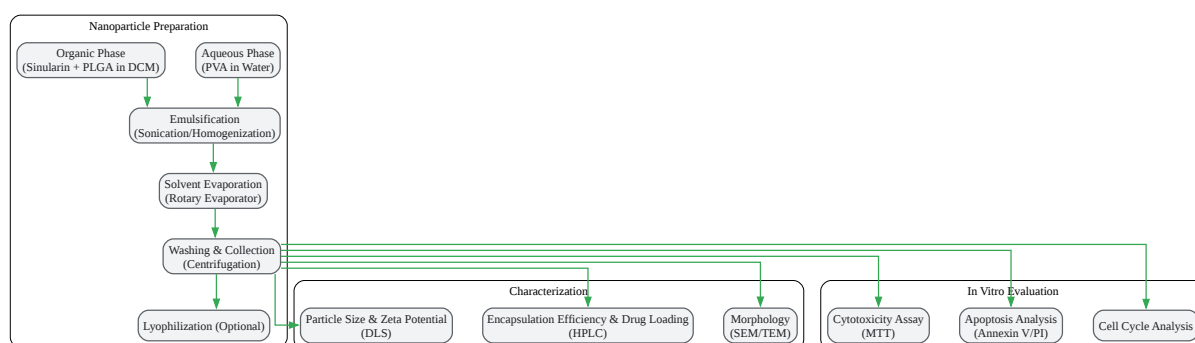 Nanoparticle Preparation
Organic Phase
(Sinularin + PLGA in DCM)
Aqueous Phase
(PVA in Water)
Emulsification
(Sonication/Homogenization)
Solvent Evaporation
(Rotary Evaporator)
Washing & Collection
(Centrifugation)
Lyophilization (Optional)
Characterization
Particle Size & Zeta Potential
(DLS)
Encapsulation Efficiency & Drug Loading
(HPLC)
Morphology
(SEM/TEM)
In Vitro Evaluation
Cytotoxicity Assay
(MTT)
Apoptosis Analysis
(Annexin V/PI)
Cell Cycle Analysis